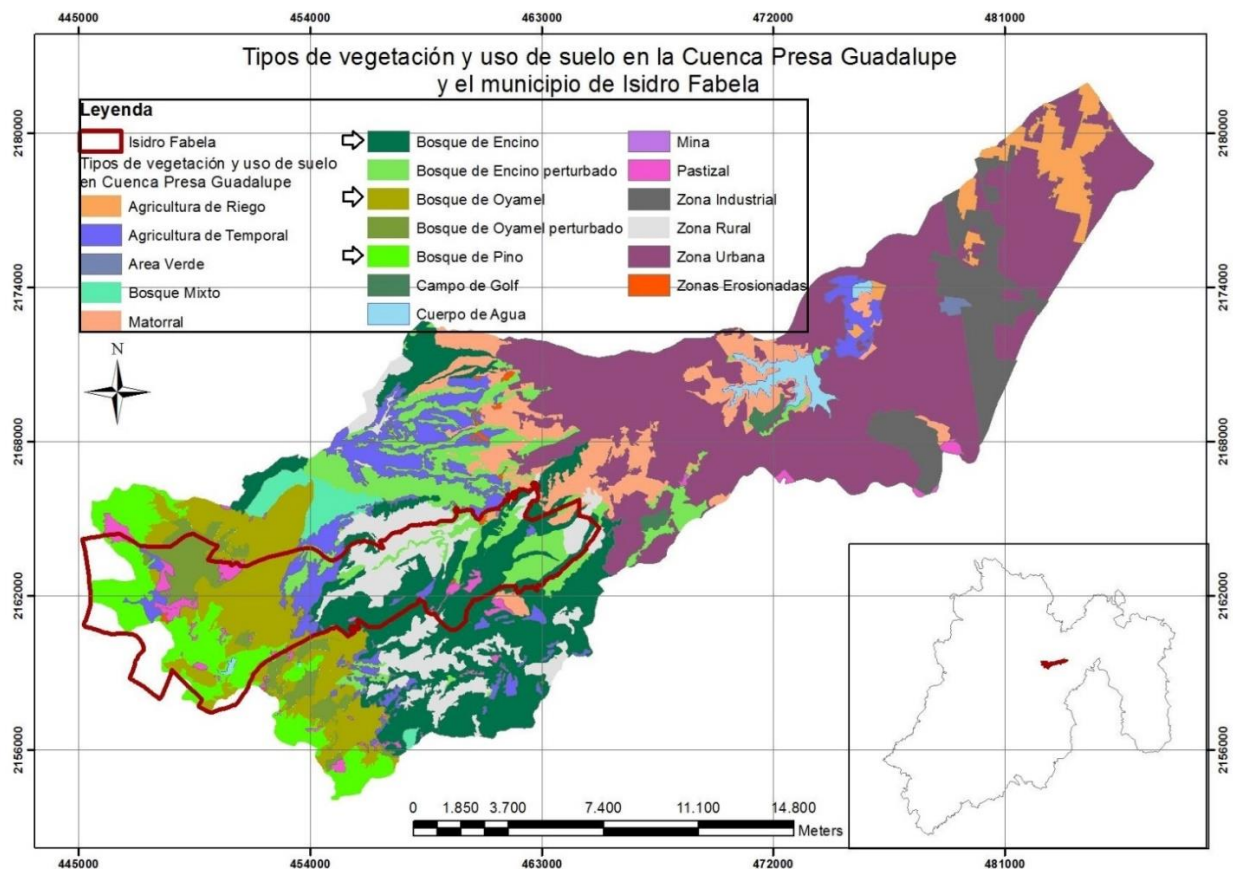 445000 454000 463000 472000 481000
Tipos de vegetación y uso de suelo en la Cuenca Presa Guadalupe
y el municipio de Isidro Fabela
Leyenda
Isidro Fabela
Tipos de vegetación y uso de suelo
en Cuenca Presa Guadalupe
Agricultura de Riego
Agricultura de Temporal
Area Verde
Bosque Mixto
Matorral
Bosque de Encino
Bosque de Encino perturbado
Bosque de Oyamel
Bosque de Oyamel perturbado
Bosque de Pino
Campo de Golf
Cuerpo de Agua
Mina
Pastizal
Zona Industrial
Zona Rural
Zona Urbana
Zonas Erosionadas
N
2180000
2174000
2168000
2162000
2156000
2180000
2174000
2168000
2162000
2156000
0 1.850 3.700 7.400 11.100 14.800
Meters
445000 454000 463000 472000 481000